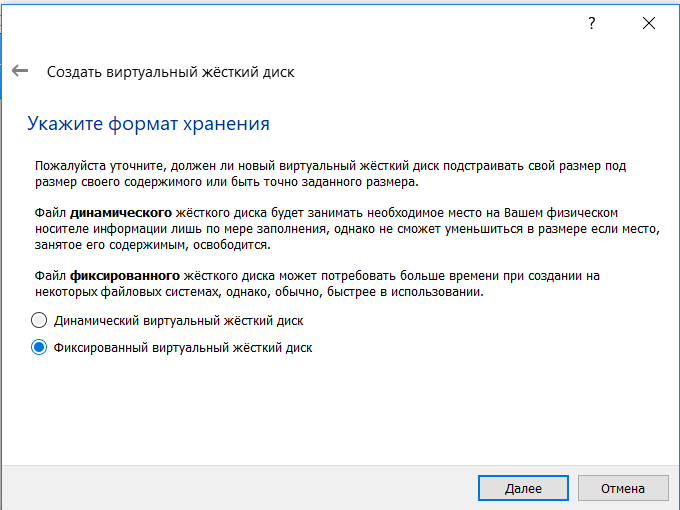 ?
Создать виртуальный жёсткий диск
Укажите формат хранения
Пожалуйста уточните, должен ли новый виртуальный жёсткий диск подстраивать свой размер под
размер своего содержимого или быть точно заданного размера.
Файл динамического жёсткого диска будет занимать необходимое место на Вашем физическом
носителе информации лишь по мере заполнения, однако не сможет уменьшиться в размере если место,
занятое его содержимым, освободится.
Файл фиксированного жёсткого диска может потребовать больше времени при создании на
некоторых файловых системах, однако, обычно, быстрее в использовании.
Динамический виртуальный жёсткий диск
Фиксированный виртуальный жёсткий диск
Далее
Отмена